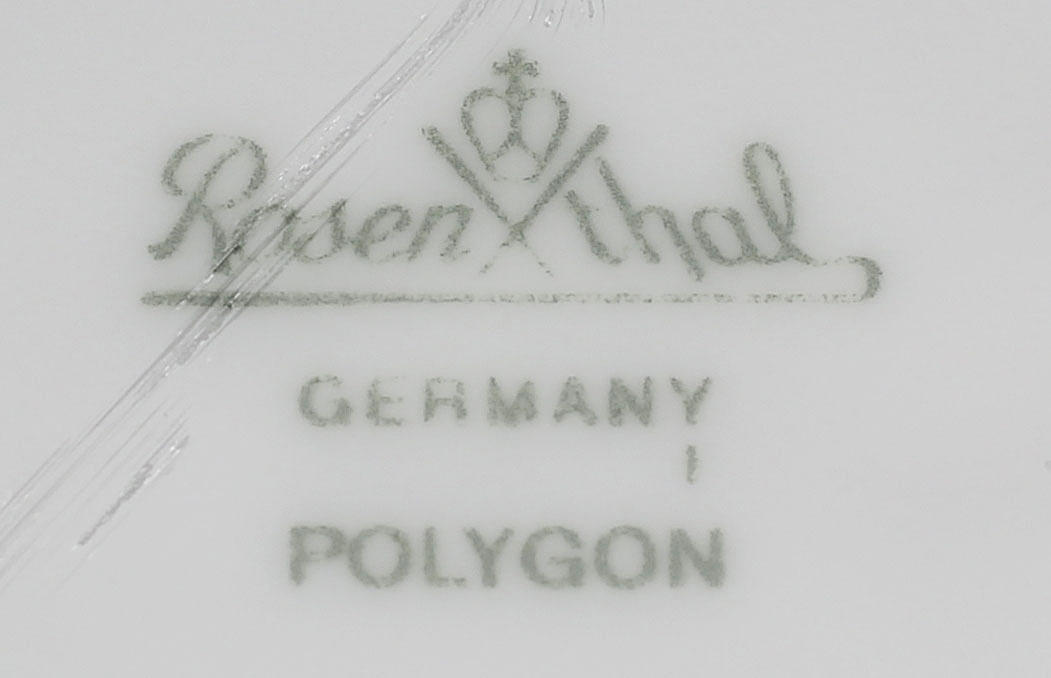 Rosenthal
GERMANY
I
POLYGON